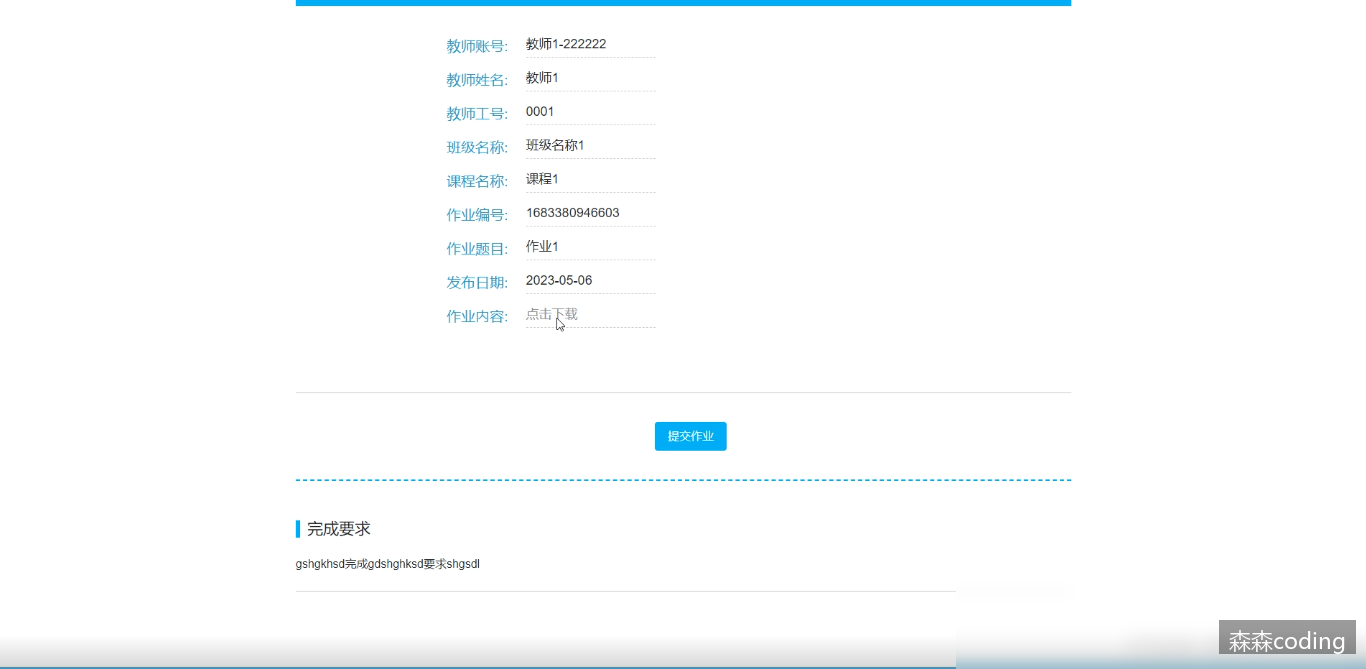 教师账号: 教师1-222222
教师姓名: 教师1
教师工号: 0001
班级名称: 班级名称1
课程名称: 课程1
作业编号: 1683380946603
作业题目: 作业1
发布日期: 2023-05-06
作业内容: 点击下载
提交作业
完成要求
gshgkhsd完成gdshghksd要求shgsdl
森森coding